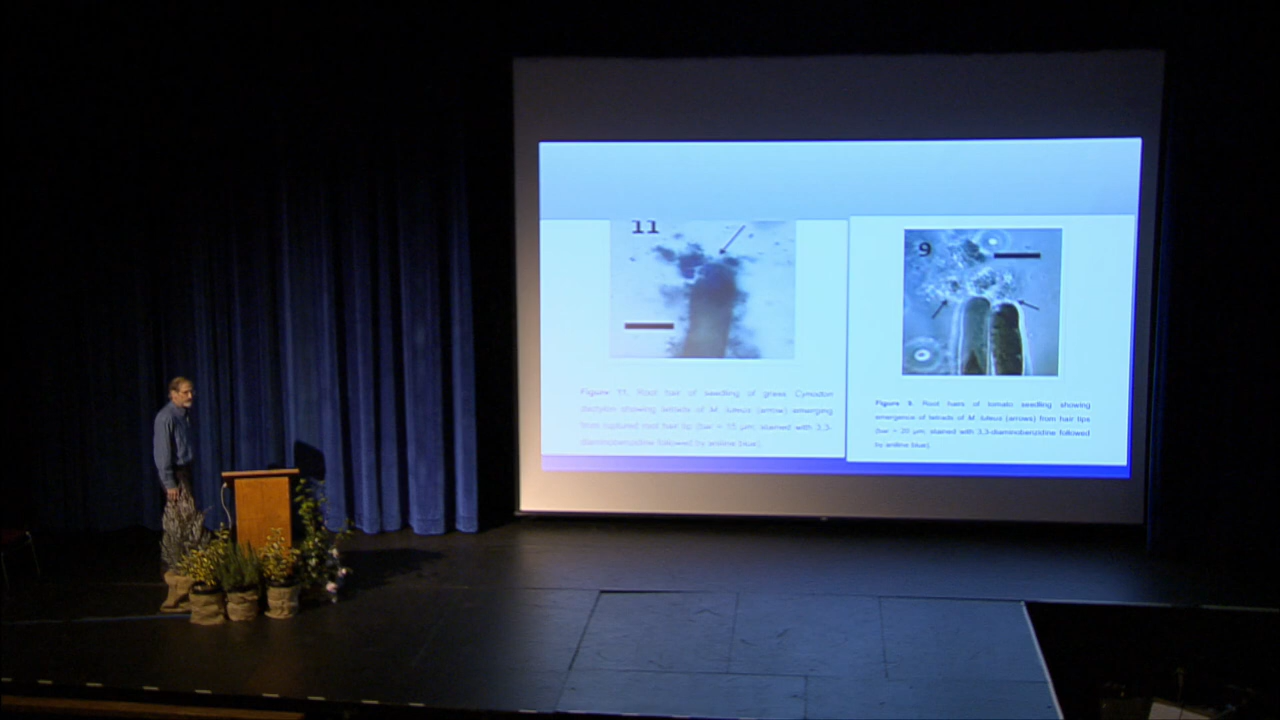 11
Figure 11. Root hair of seedling of grass Cynodon
dactylon showing tetrads of M. luteus (arrow) emerging
from ruptured root hair tip (bar = 15 μm; stained with 3,3-
diaminobenzidine followed by aniline blue).
9
Figure 9. Root hairs of tomato seedling showing
emergence of tetrads of M. luteus (arrows) from hair tips
(bar = 20 μm; stained with 3,3-diaminobenzidine followed
by aniline blue).